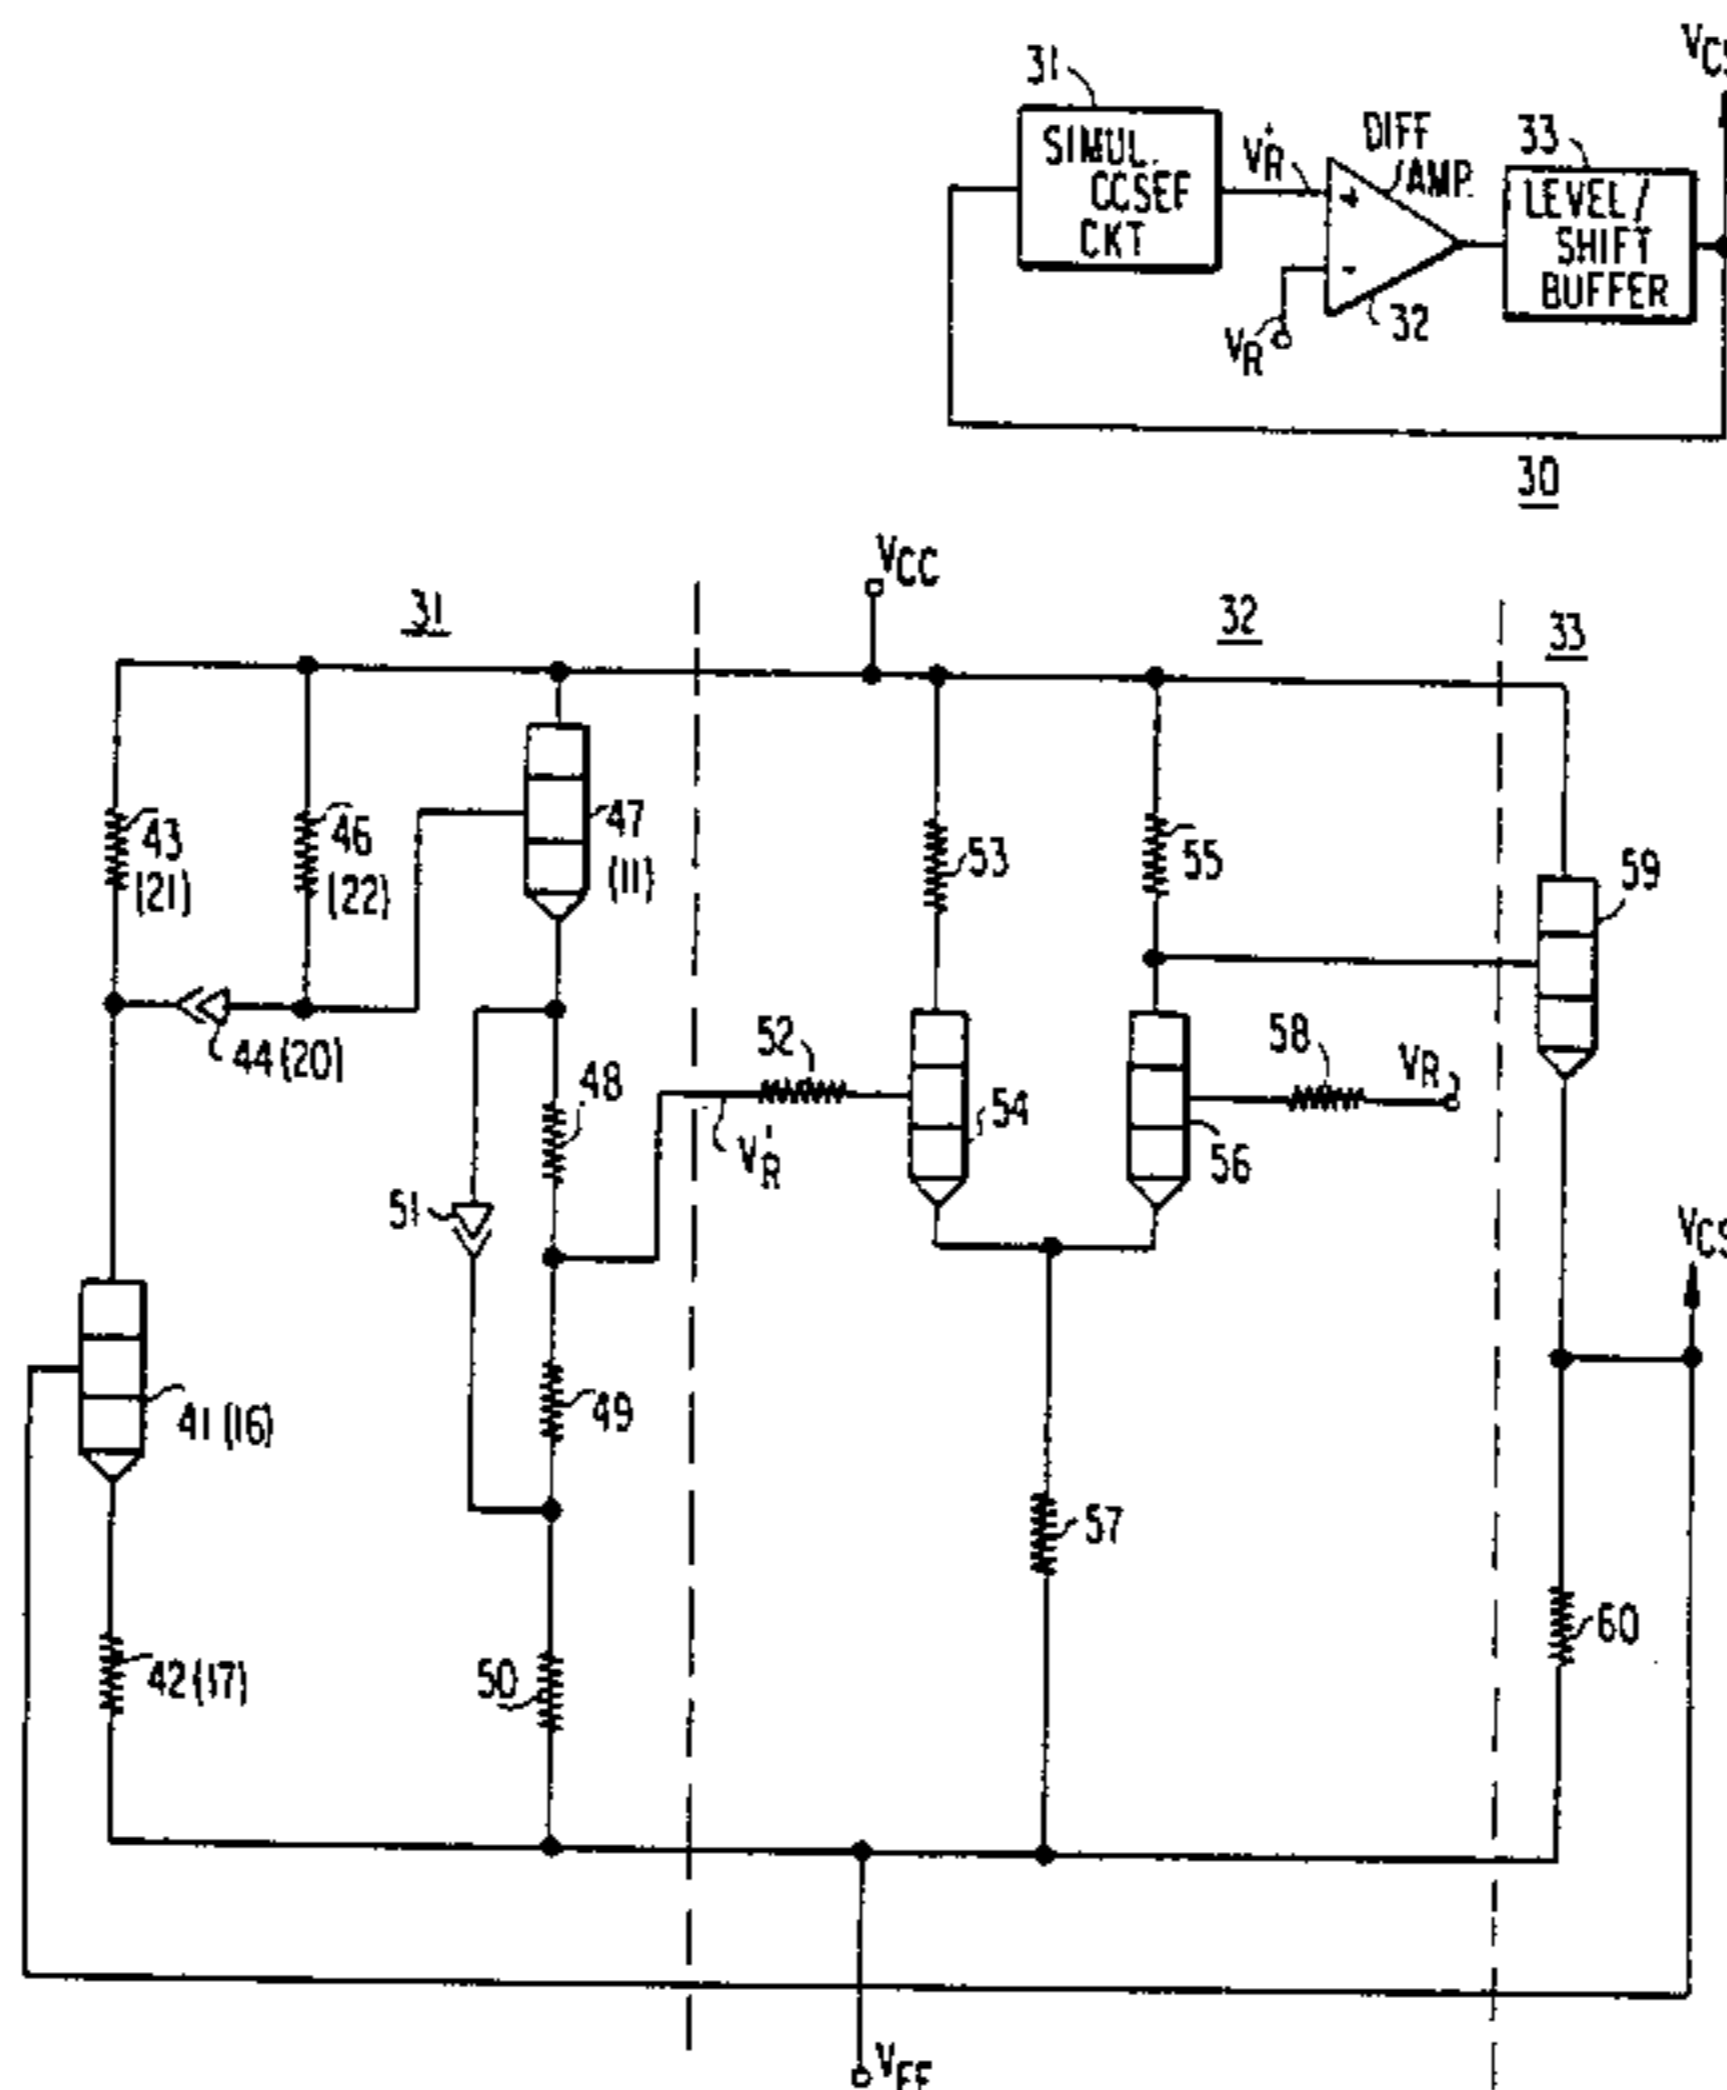 31
SIMUL.
CCSEF
CKT
V'R
DIFF
AMP.
+
-
32
VR
33
LEVEL/
SHIFT
BUFFER
VCS
30
31
VCC
32
33
43
(21)
46
(22)
47
(11)
53
55
59
44(20)
48
52
V'R
54
58
VR
56
51
VCS
41(16)
49
57
42(17)
50
60
VEE